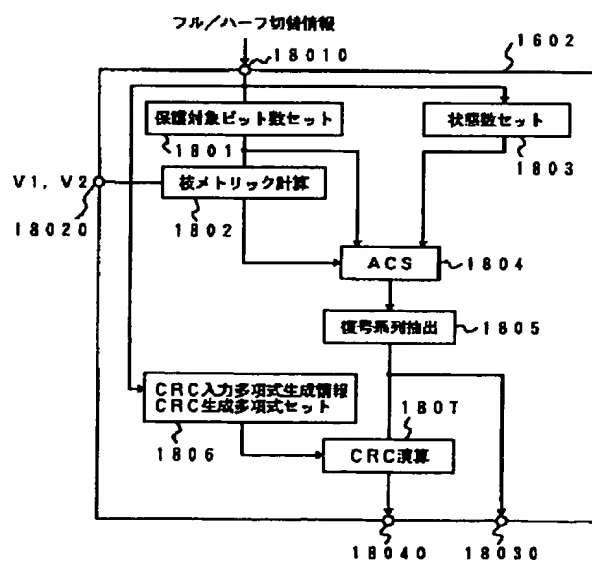 フル/ハーフ切替情報
18010
1602
保護対象ビット数セット
状態数セット
1801
1803
V1, V2
枝メトリック計算
18020
1802
ACS
1804
復号系列抽出
1805
CRC入力多項式生成情報
CRC生成多項式セット
1807
1806
CRC演算
18040
18030